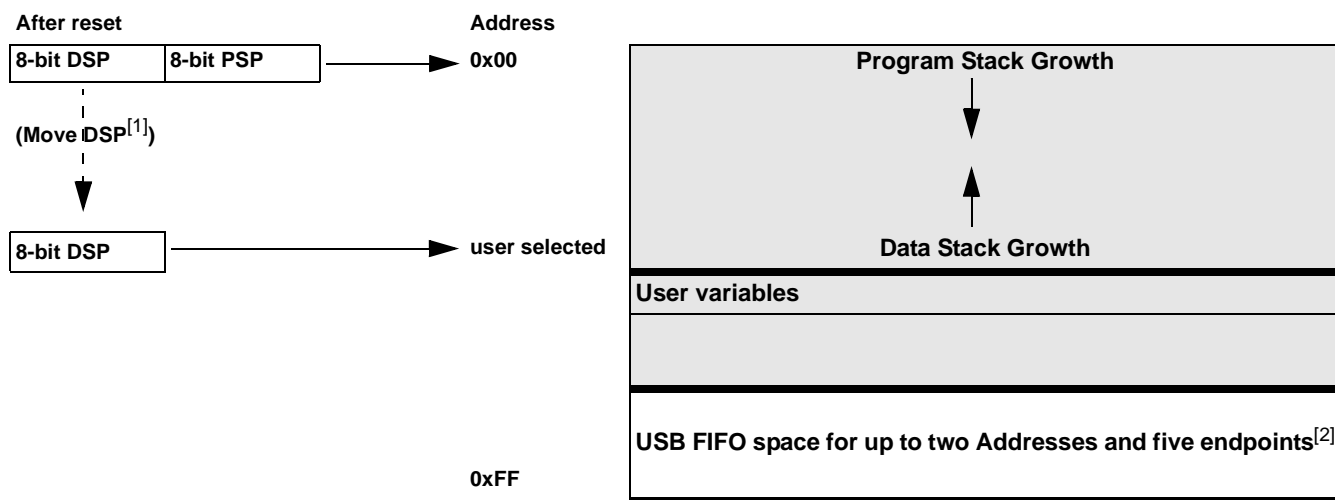 After reset Address
8-bit DSP 8-bit PSP 0x00 Program Stack Growth
(Move DSP[1])
8-bit DSP user selected Data Stack Growth
User variables
USB FIFO space for up to two Addresses and five endpoints[2]
0xFF